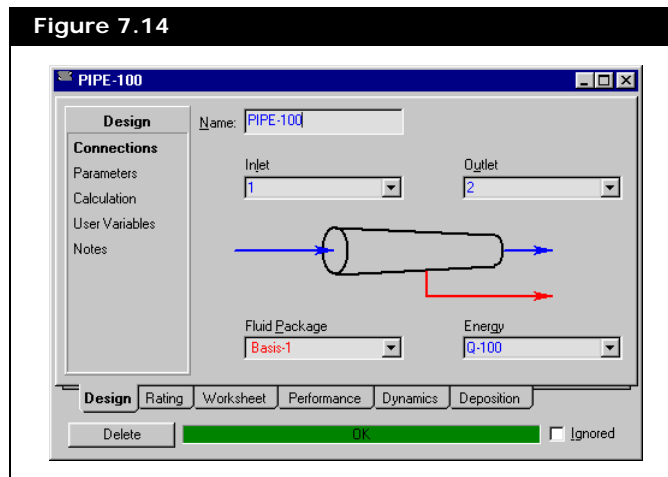 Figure 7.14
PIPE-100
Design
Connections
Parameters
Calculation
User Variables
Notes
Name: PIPE-100
Inlet
1
Outlet
2
Fluid Package
Basis-1
Energy
Q-100
Design Rating Worksheet Performance Dynamics Deposition
Delete OK Ignored